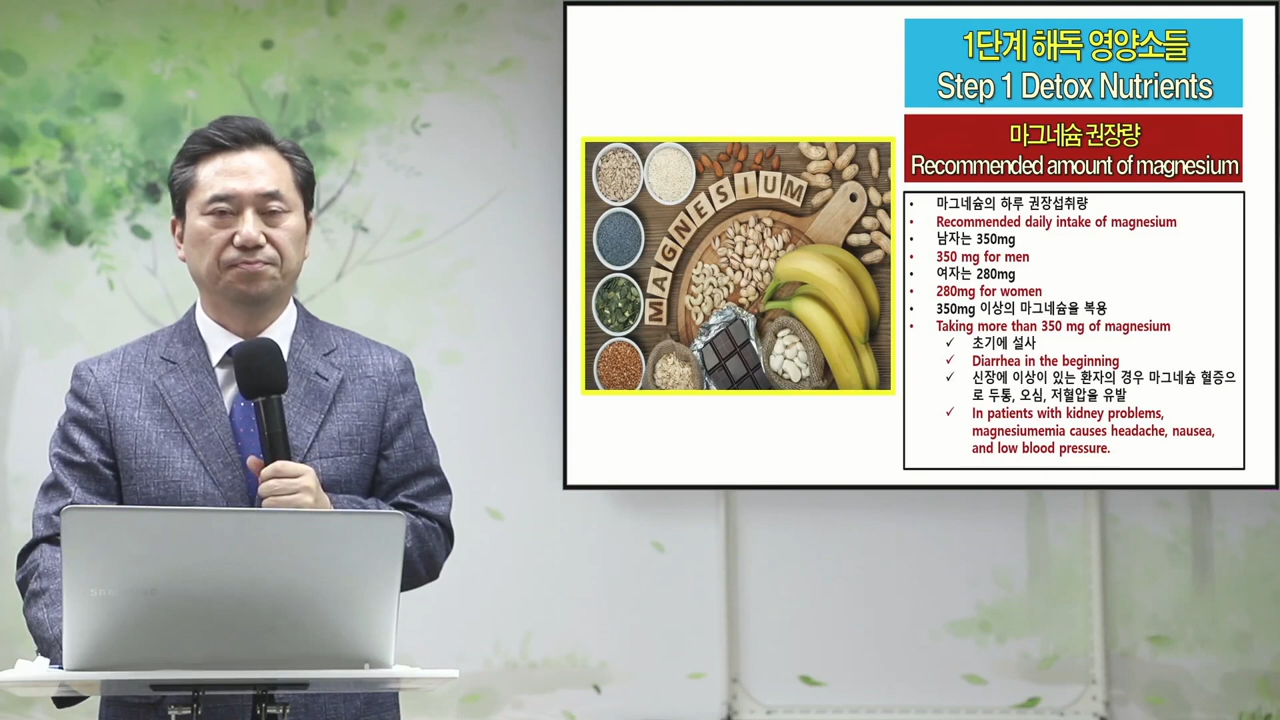 1단계 해독 영양소들
Step 1 Detox Nutrients
마그네슘 권장량
Recommended amount of magnesium
MAGNESIUM
• 마그네슘의 하루 권장섭취량
• Recommended daily intake of magnesium
• 남자는 350mg
• 350 mg for men
• 여자는 280mg
• 280mg for women
• 350mg 이상의 마그네슘을 복용
• Taking more than 350 mg of magnesium
✓ 초기에 설사
✓ Diarrhea in the beginning
✓ 신장에 이상이 있는 환자의 경우 마그네슘 혈증으
로 두통, 오심, 저혈압을 유발
✓ In patients with kidney problems,
magnesiumemia causes headache, nausea,
and low blood pressure.
SAMSUNG